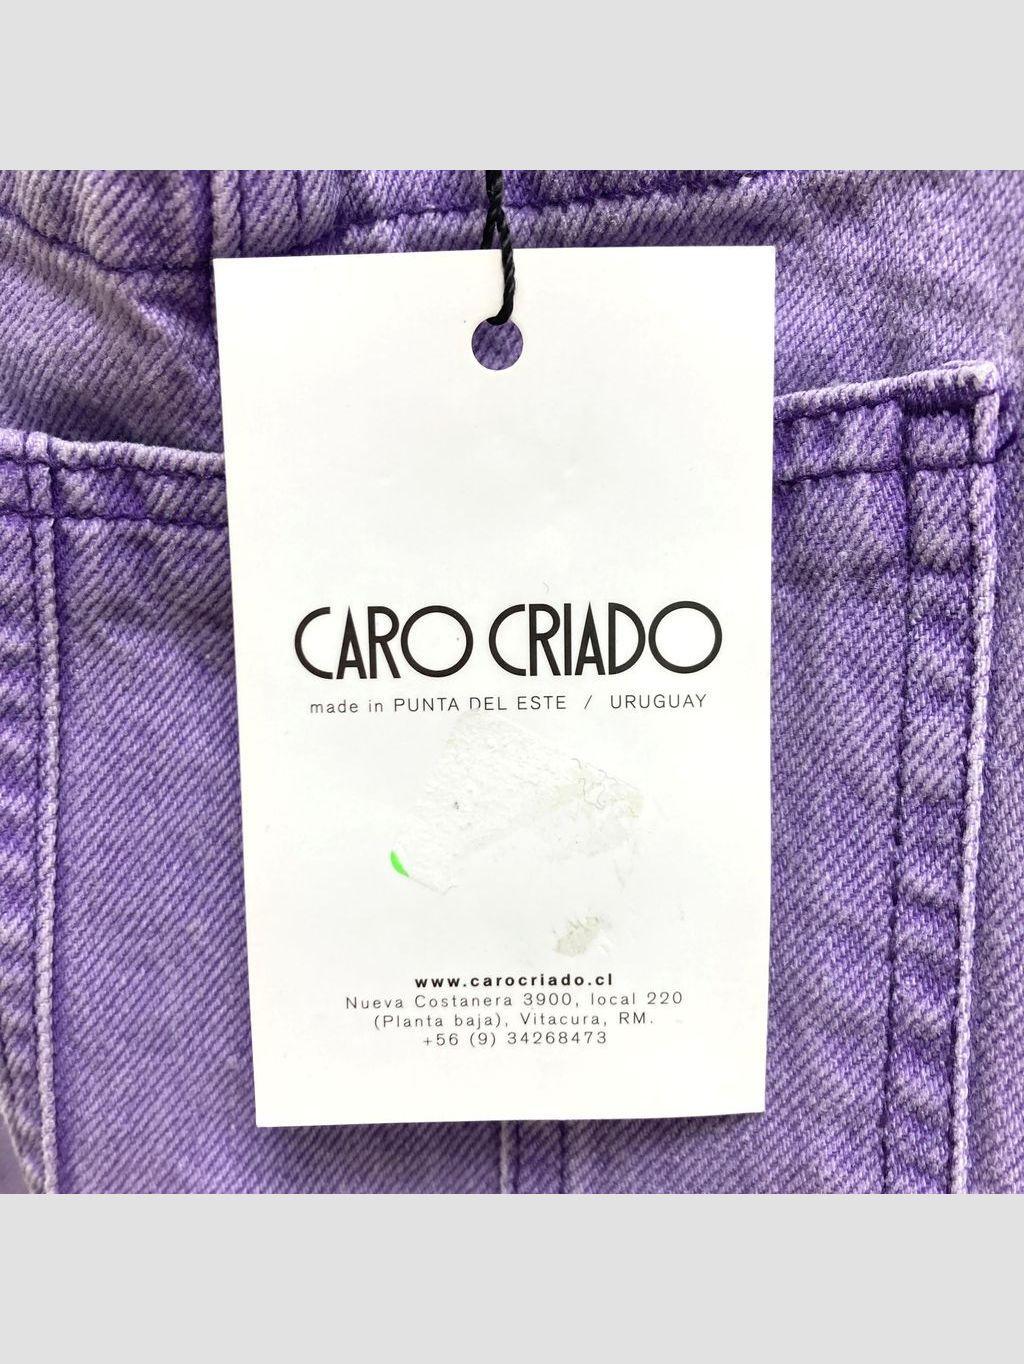 CARO CRIADO
made in PUNTA DEL ESTE / URUGUAY
www.carocriado.cl
Nueva Costanera 3900, local 220
(Planta baja), Vitacura, RM.
+56 (9) 34268473